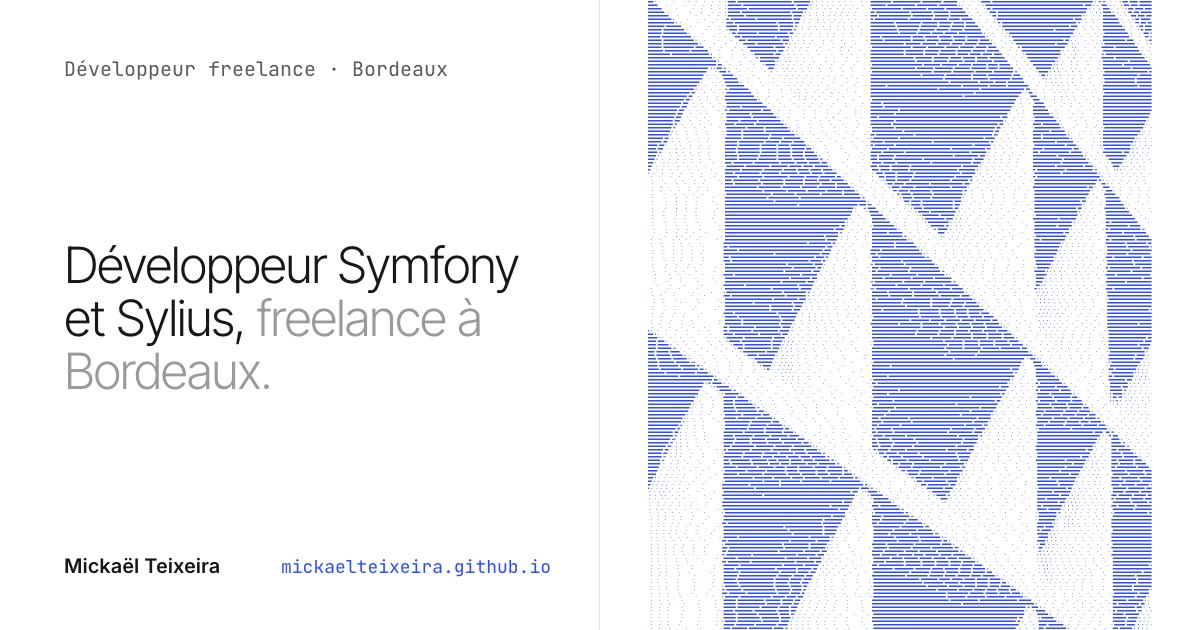 Développeur freelance · Bordeaux
Développeur Symfony
et Sylius, freelance à
Bordeaux.
Mickaël Teixeira
mickaelteixeira.github.io